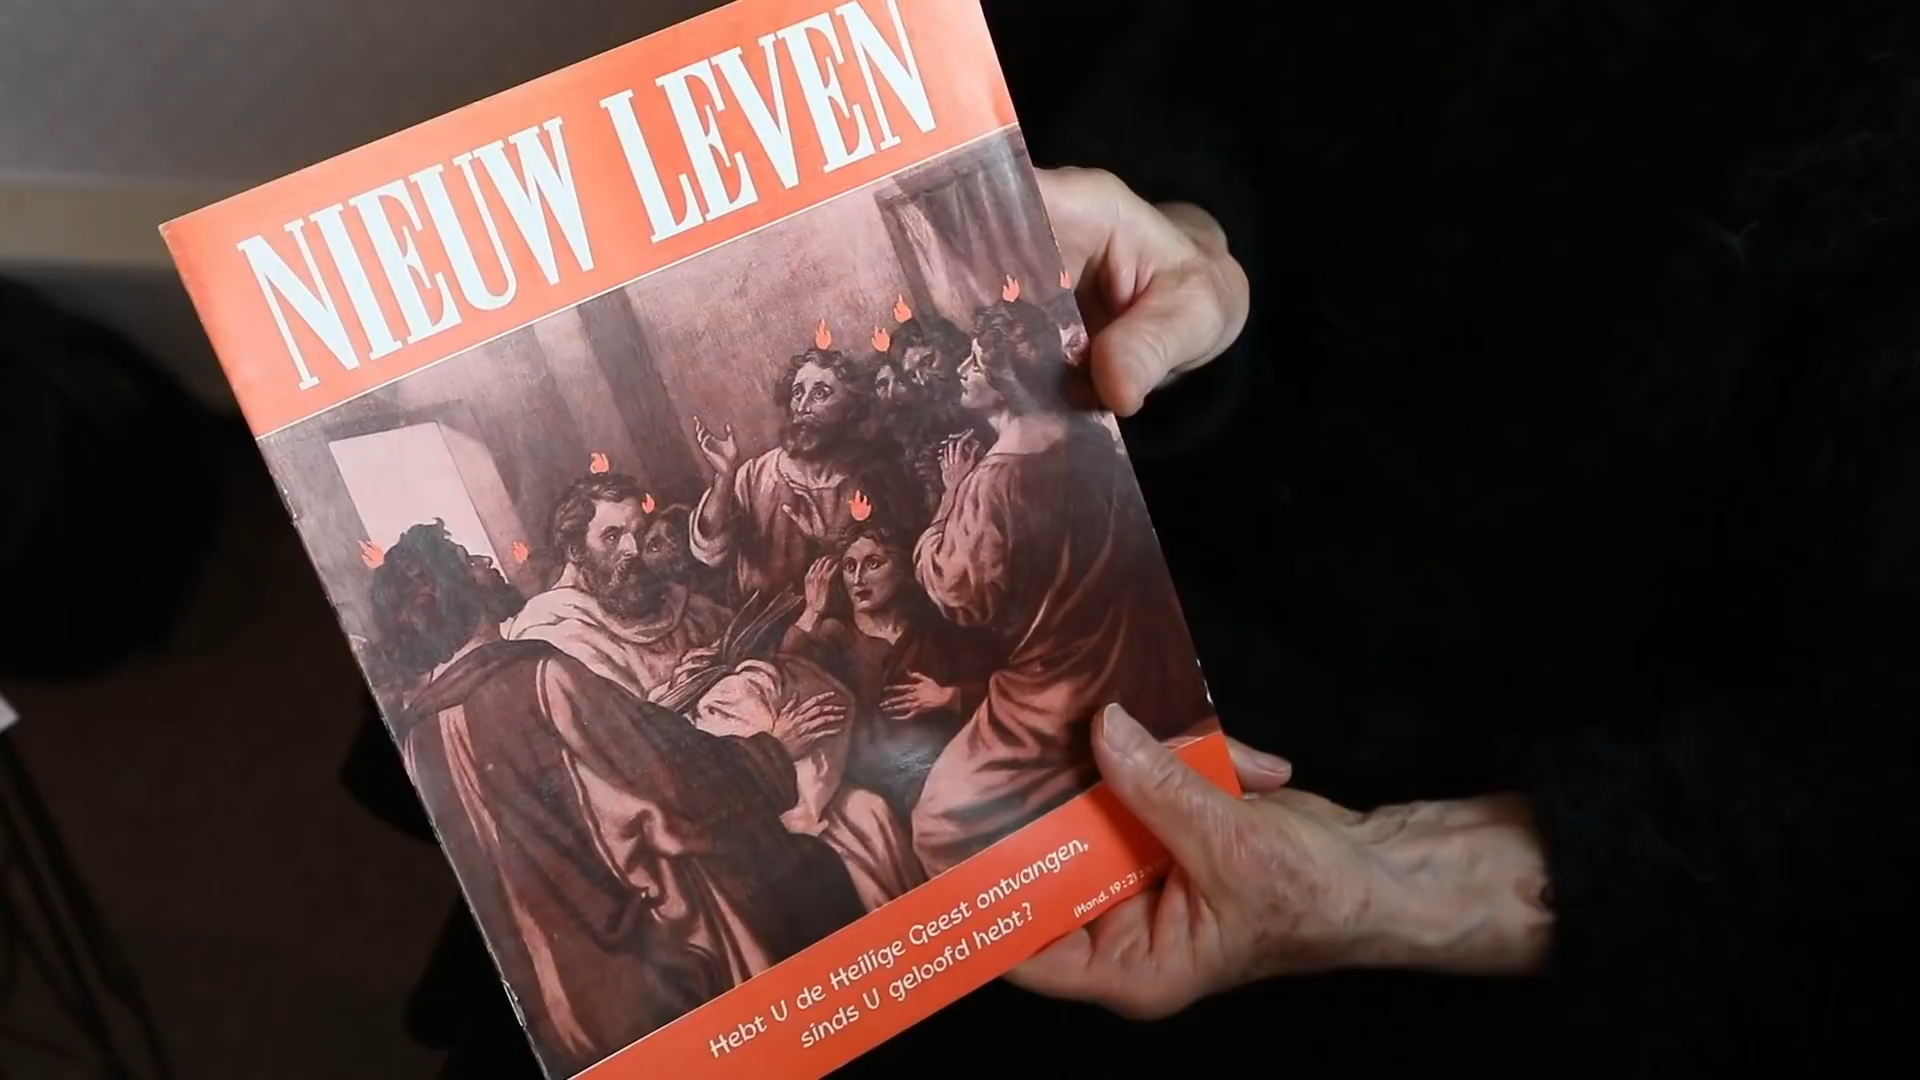 NIEUW LEVEN
Hebt U de Heilige Geest ontvangen,
sinds U geloofd hebt?
(Hand. 19:2)